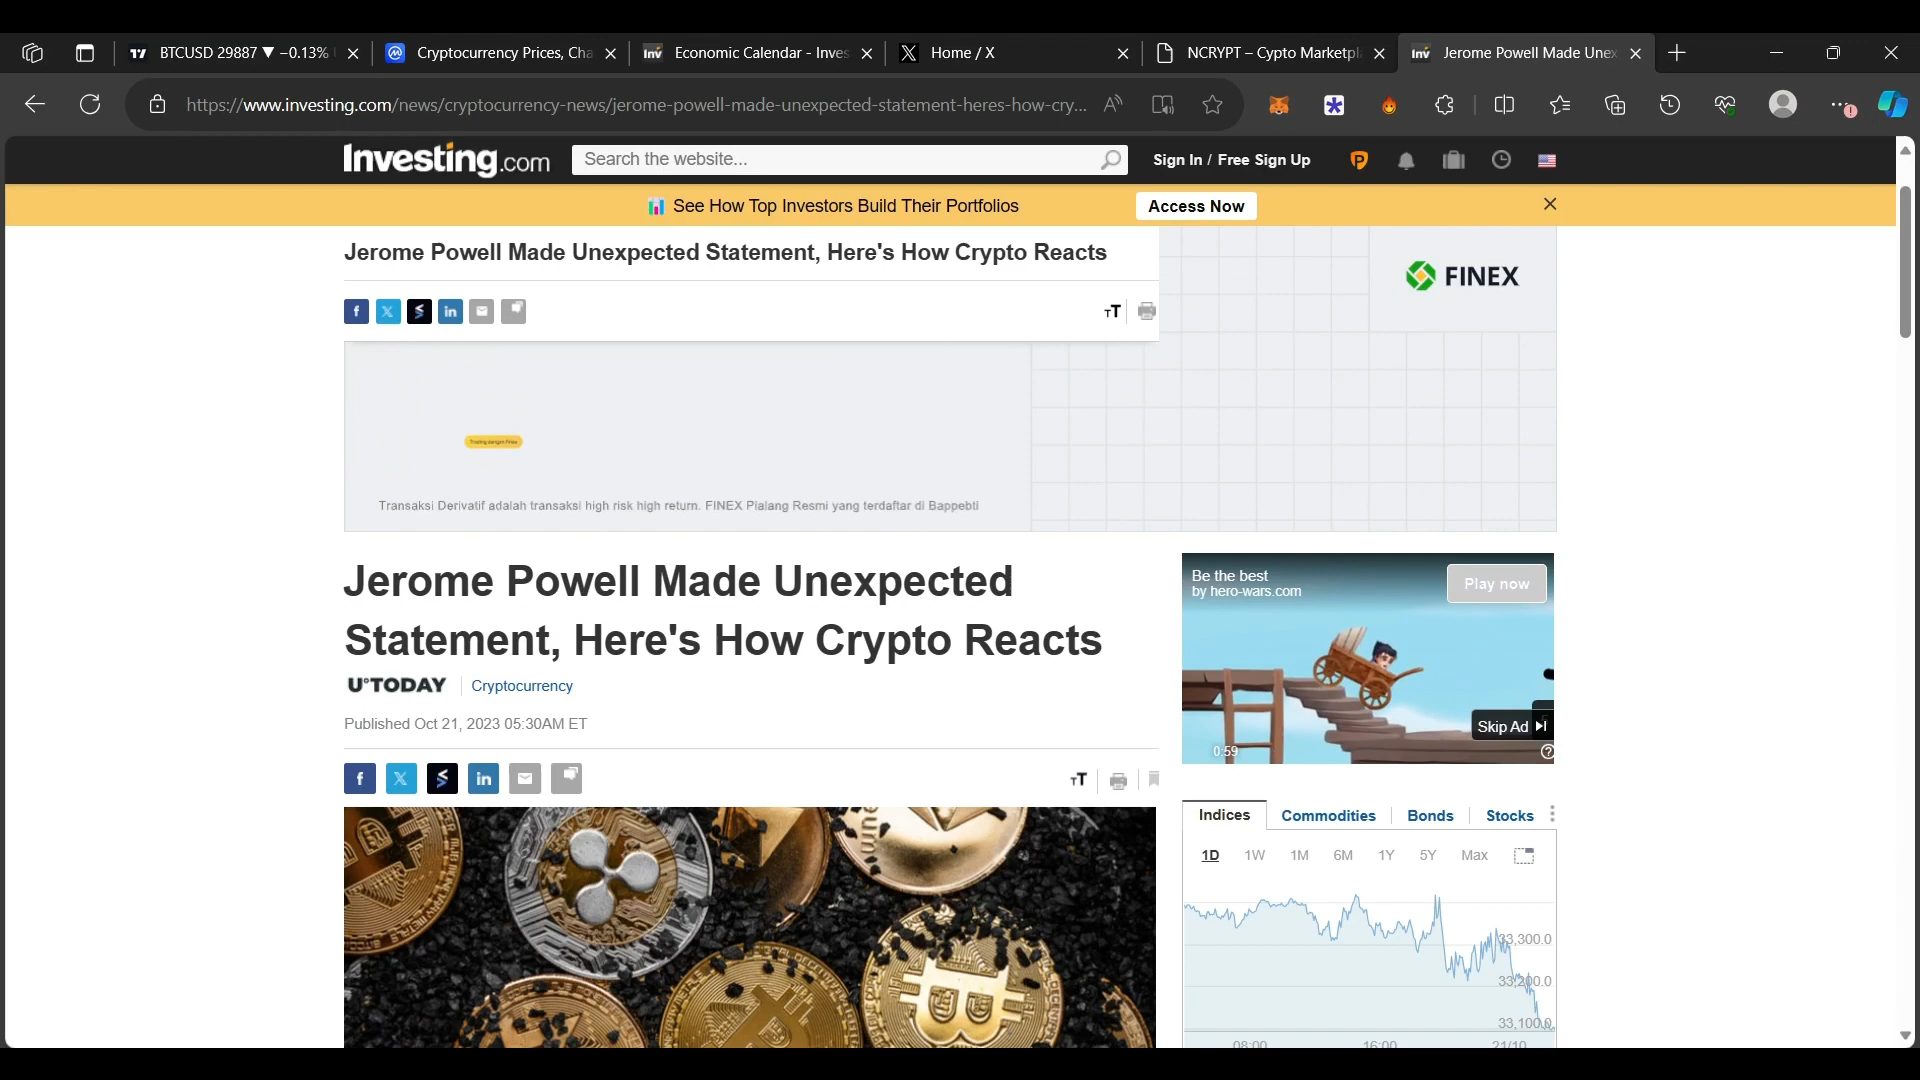 BTCUSD 29887 ▼ −0.13%
Cryptocurrency Prices, Cha
Economic Calendar - Inves
Home / X
NCRYPT – Cypto Marketpl
Jerome Powell Made Unex
https://www.investing.com/news/cryptocurrency-news/jerome-powell-made-unexpected-statement-heres-how-cry...
Investing.com
Search the website...
Sign In / Free Sign Up
See How Top Investors Build Their Portfolios
Access Now
Jerome Powell Made Unexpected Statement, Here's How Crypto Reacts
FINEX
Trading dengan Finex
Transaksi Derivatif adalah transaksi high risk high return. FINEX Pialang Resmi yang terdaftar di Bappebti
Jerome Powell Made Unexpected
Statement, Here's How Crypto Reacts
U°TODAY
Cryptocurrency
Published Oct 21, 2023 05:30AM ET
Be the best
by hero-wars.com
Play now
Skip Ad
0:59
Indices
Commodities
Bonds
Stocks
1D 1W 1M 6M 1Y 5Y Max
33,300.0
33,200.0
33,100.0
08:00 16:00 21/10